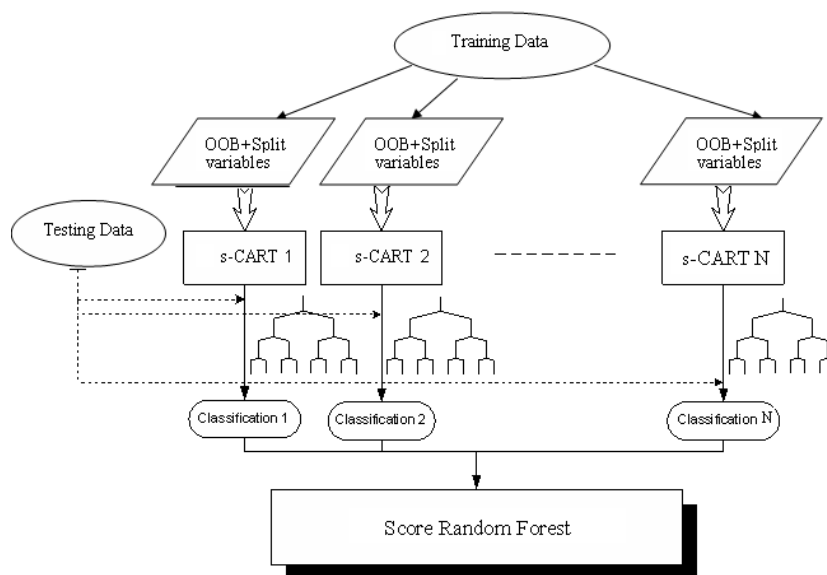 Training Data
OOB+Split
variables
OOB+Split
variables
OOB+Split
variables
Testing Data
s-CART 1
s-CART 2
s-CART N
Classification 1
Classification 2
Classification N
Score Random Forest